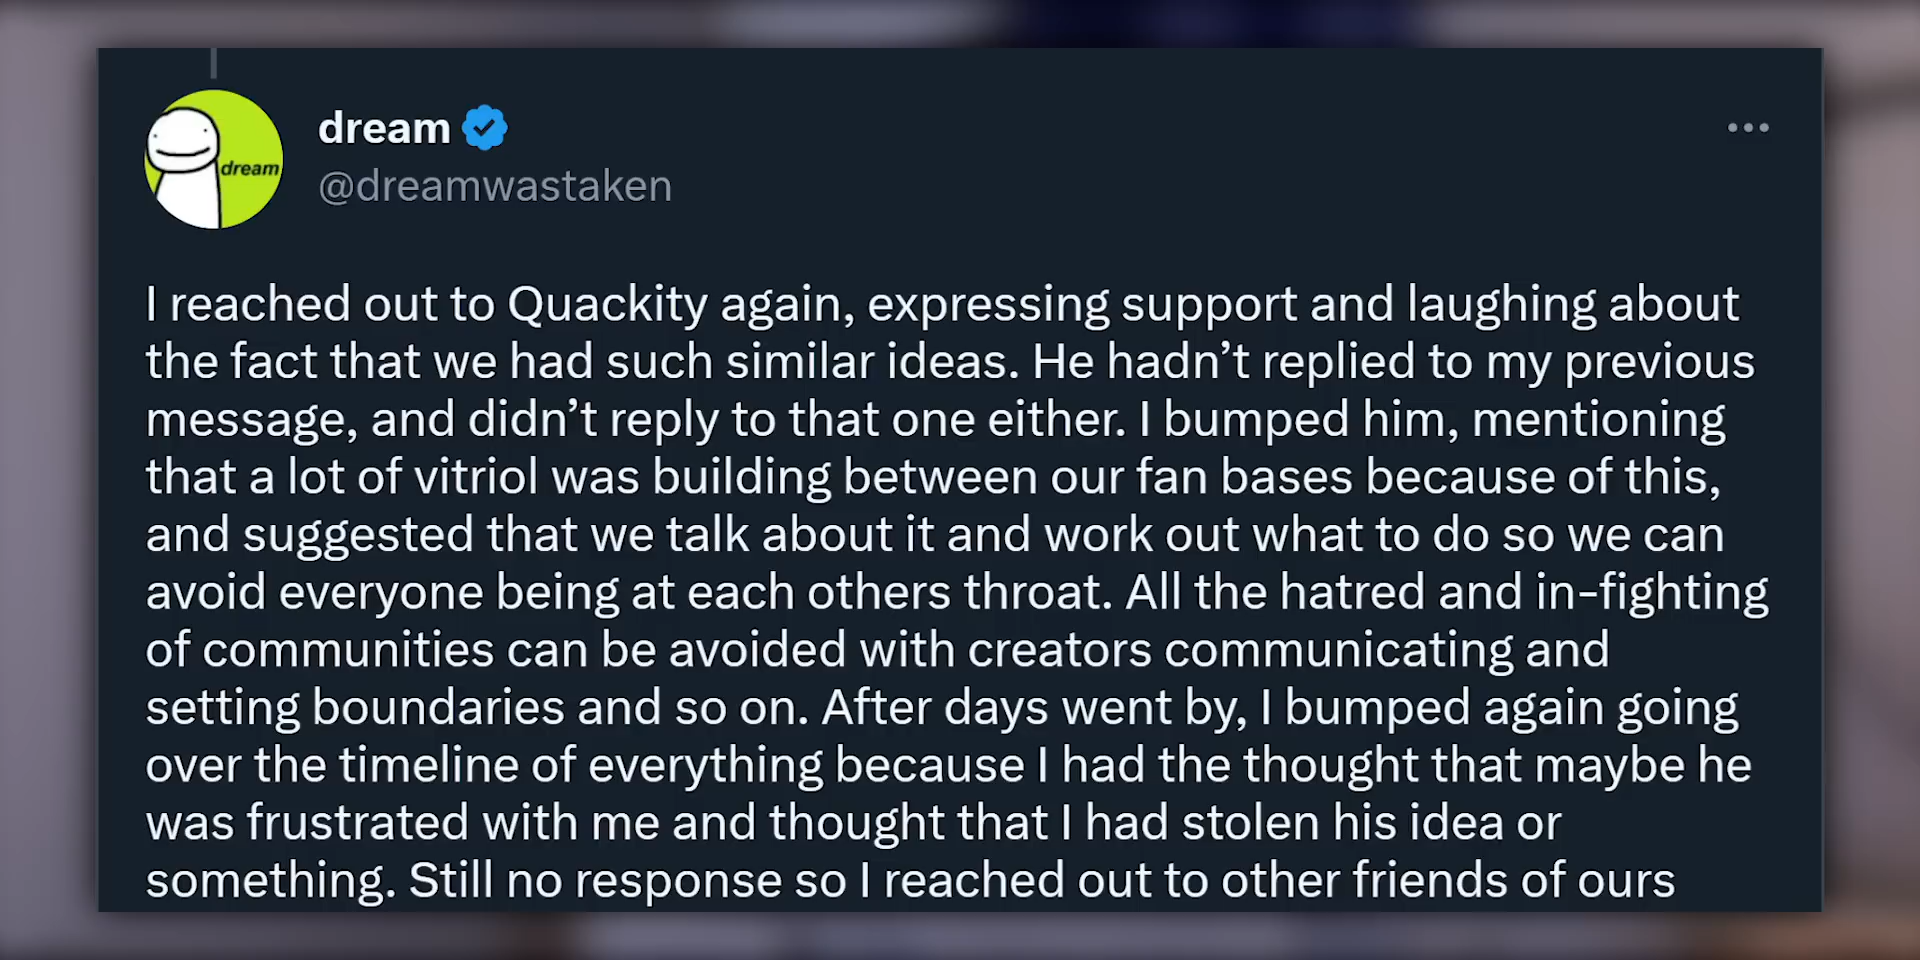 dream
dream
@dreamwastaken
I reached out to Quackity again, expressing support and laughing about
the fact that we had such similar ideas. He hadn’t replied to my previous
message, and didn’t reply to that one either. I bumped him, mentioning
that a lot of vitriol was building between our fan bases because of this,
and suggested that we talk about it and work out what to do so we can
avoid everyone being at each others throat. All the hatred and in-fighting
of communities can be avoided with creators communicating and
setting boundaries and so on. After days went by, I bumped again going
over the timeline of everything because I had the thought that maybe he
was frustrated with me and thought that I had stolen his idea or
something. Still no response so I reached out to other friends of ours